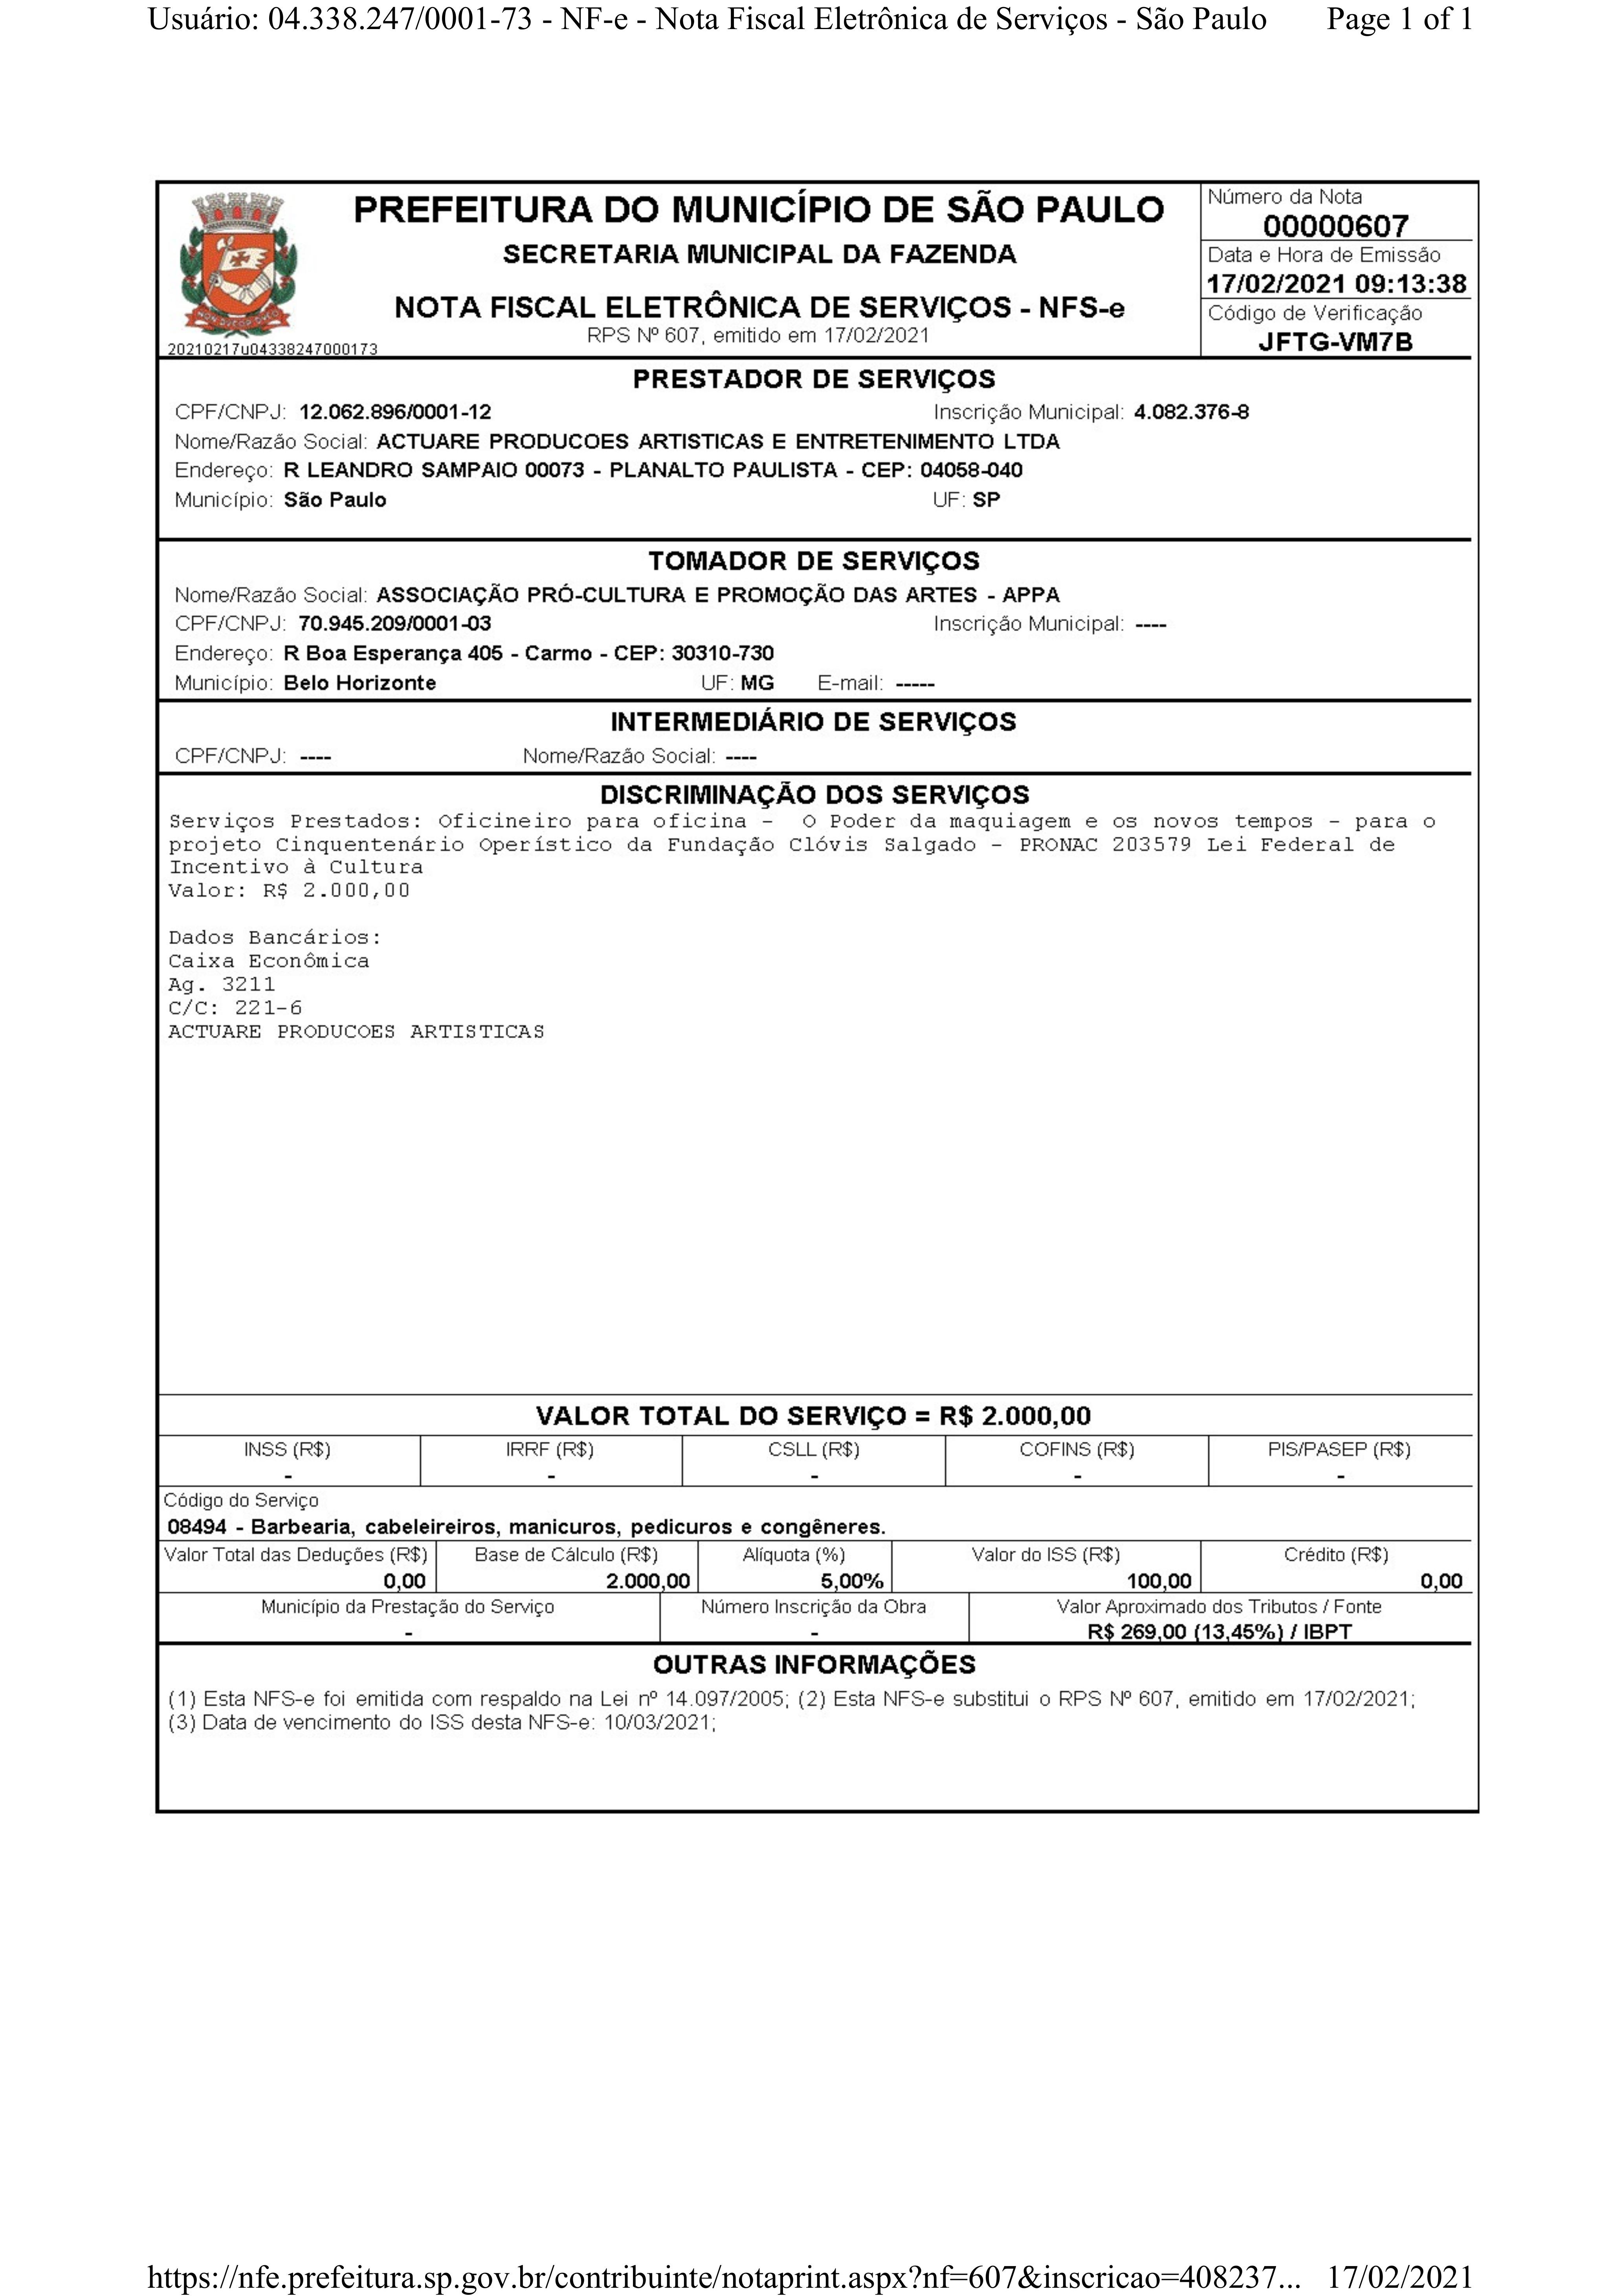 Usuário: 04.338.247/0001-73 - NF-e - Nota Fiscal Eletrônica de Serviços - São Paulo Page 1 of 1
PREFEITURA DO MUNICÍPIO DE SÃO PAULO
SECRETARIA MUNICIPAL DA FAZENDA
NOTA FISCAL ELETRÔNICA DE SERVIÇOS - NFS-e
RPS Nº 607, emitido em 17/02/2021
20210217u04338247000173
Número da Nota
00000607
Data e Hora de Emissão
17/02/2021 09:13:38
Código de Verificação
JFTG-VM7B
PRESTADOR DE SERVIÇOS
CPF/CNPJ: 12.062.896/0001-12 Inscrição Municipal: 4.082.376-8
Nome/Razão Social: ACTUARE PRODUCOES ARTISTICAS E ENTRETENIMENTO LTDA
Endereço: R LEANDRO SAMPAIO 00073 - PLANALTO PAULISTA - CEP: 04058-040
Município: São Paulo UF: SP
TOMADOR DE SERVIÇOS
Nome/Razão Social: ASSOCIAÇÃO PRÓ-CULTURA E PROMOÇÃO DAS ARTES - APPA
CPF/CNPJ: 70.945.209/0001-03 Inscrição Municipal: ----
Endereço: R Boa Esperança 405 - Carmo - CEP: 30310-730
Município: Belo Horizonte UF: MG E-mail: -----
INTERMEDIÁRIO DE SERVIÇOS
CPF/CNPJ: ---- Nome/Razão Social: ----
DISCRIMINAÇÃO DOS SERVIÇOS
Serviços Prestados: Oficineiro para oficina - O Poder da maquiagem e os novos tempos - para o
projeto Cinquentenário Operístico da Fundação Clóvis Salgado - PRONAC 203579 Lei Federal de
Incentivo à Cultura
Valor: R$ 2.000,00
Dados Bancários:
Caixa Econômica
Ag. 3211
C/C: 221-6
ACTUARE PRODUCOES ARTISTICAS
VALOR TOTAL DO SERVIÇO = R$ 2.000,00
INSS (R$) IRRF (R$) CSLL (R$) COFINS (R$) PIS/PASEP (R$)
- - - - -
Código do Serviço
08494 - Barbearia, cabeleireiros, manicuros, pedicuros e congêneres.
Valor Total das Deduções (R$) Base de Cálculo (R$) Alíquota (%) Valor do ISS (R$) Crédito (R$)
0,00 2.000,00 5,00% 100,00 0,00
Município da Prestação do Serviço Número Inscrição da Obra Valor Aproximado dos Tributos / Fonte
- - R$ 269,00 (13,45%) / IBPT
OUTRAS INFORMAÇÕES
(1) Esta NFS-e foi emitida com respaldo na Lei nº 14.097/2005; (2) Esta NFS-e substitui o RPS Nº 607, emitido em 17/02/2021;
(3) Data de vencimento do ISS desta NFS-e: 10/03/2021;
https://nfe.prefeitura.sp.gov.br/contribuinte/notaprint.aspx?nf=607&inscricao=408237... 17/02/2021